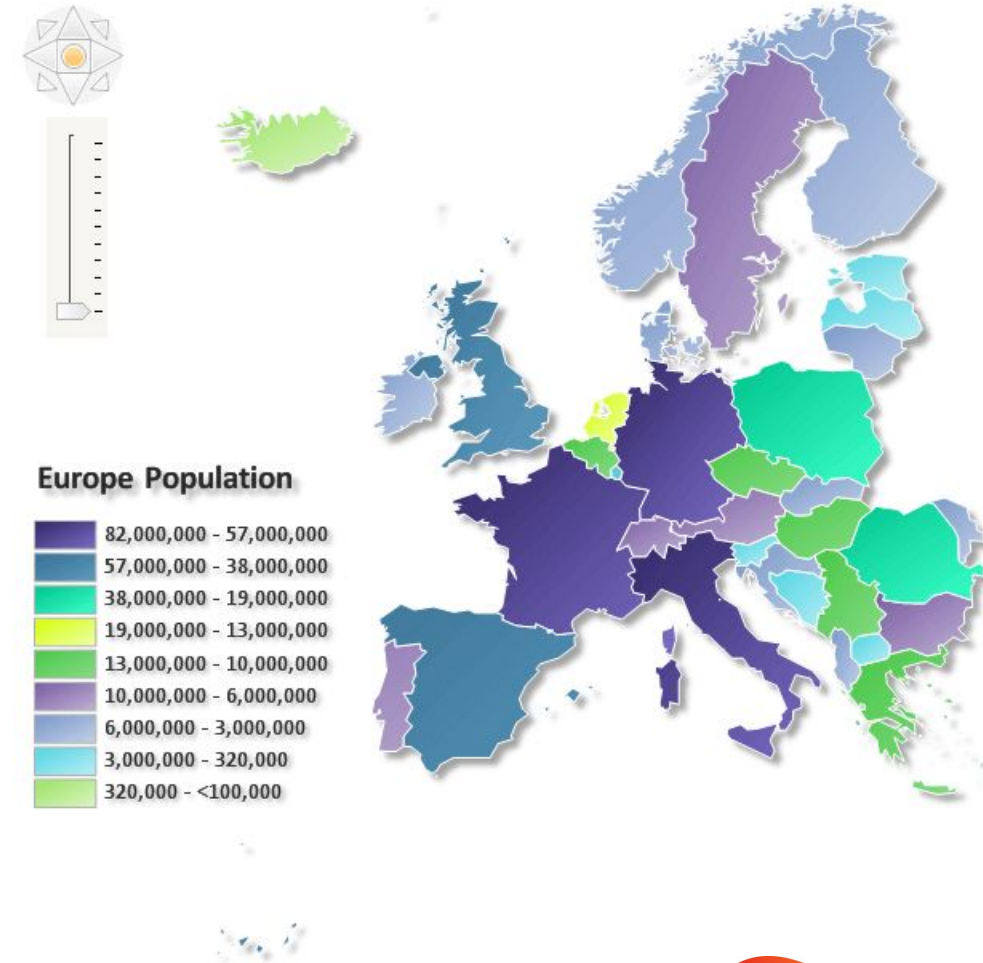 Europe Population
82,000,000 - 57,000,000
57,000,000 - 38,000,000
38,000,000 - 19,000,000
19,000,000 - 13,000,000
13,000,000 - 10,000,000
10,000,000 - 6,000,000
6,000,000 - 3,000,000
3,000,000 - 320,000
320,000 - <100,000